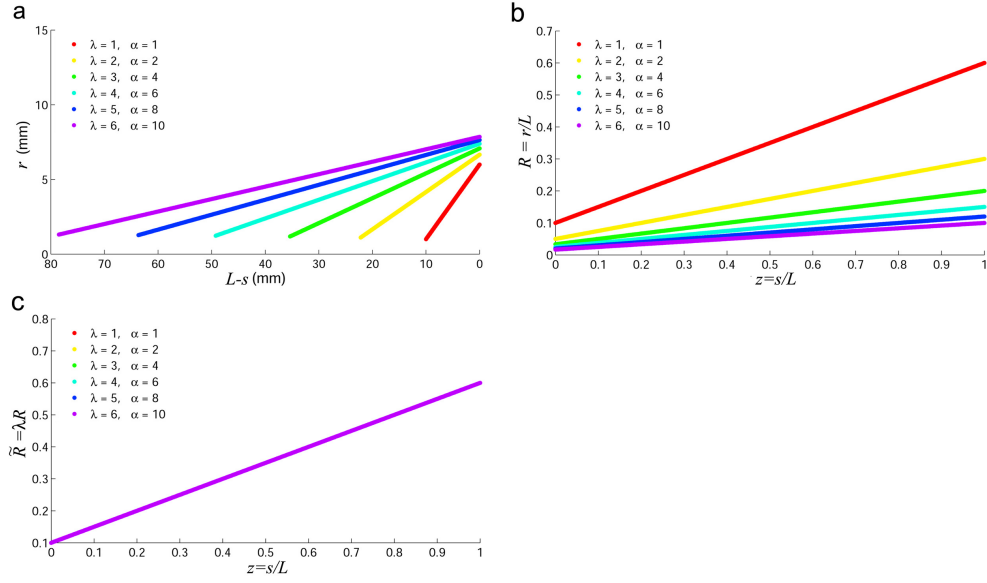 a
15
10
5
0
r (mm)
λ = 1, α = 1
λ = 2, α = 2
λ = 3, α = 4
λ = 4, α = 6
λ = 5, α = 8
λ = 6, α = 10
80 70 60 50 40 30 20 10 0
L-s (mm)
b
0.7
0.6
0.5
0.4
0.3
0.2
0.1
0
R = r/L
λ = 1, α = 1
λ = 2, α = 2
λ = 3, α = 4
λ = 4, α = 6
λ = 5, α = 8
λ = 6, α = 10
0 0.1 0.2 0.3 0.4 0.5 0.6 0.7 0.8 0.9 1
z=s/L
c
0.8
0.7
0.6
0.5
0.4
0.3
0.2
0.1
R̃ =λR
λ = 1, α = 1
λ = 2, α = 2
λ = 3, α = 4
λ = 4, α = 6
λ = 5, α = 8
λ = 6, α = 10
0 0.1 0.2 0.3 0.4 0.5 0.6 0.7 0.8 0.9 1
z=s/L